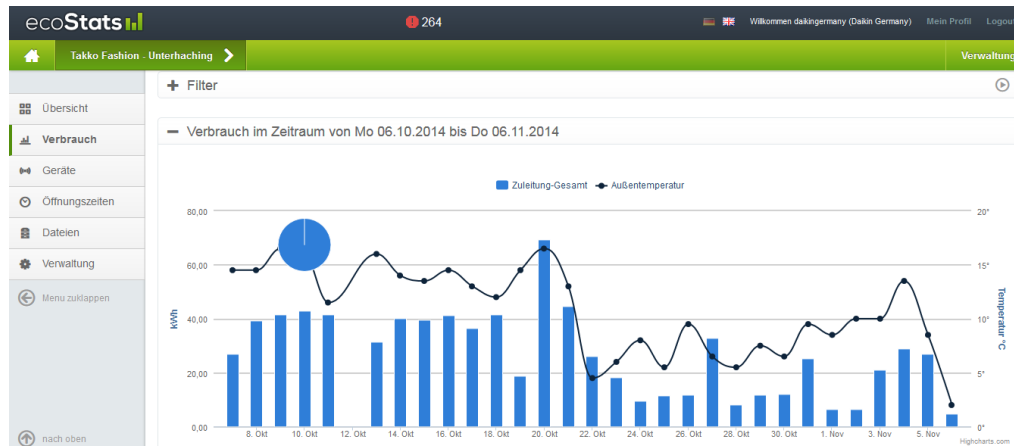 ecoStats
264
Willkommen daikingermany (Daikin Germany) Mein Profil Logout
Takko Fashion - Unterhaching
Verwaltung
Filter
Übersicht
Verbrauch
Geräte
Öffnungszeiten
Dateien
Verwaltung
Menu zuklappen
nach oben
Verbrauch im Zeitraum von Mo 06.10.2014 bis Do 06.11.2014
Zuleitung-Gesamt Außentemperatur
80,00 20°
60,00 15°
40,00 10°
20,00 5°
0,00 0°
kWh
Temperatur °C
8. Okt 10. Okt 12. Okt 14. Okt 16. Okt 18. Okt 20. Okt 22. Okt 24. Okt 26. Okt 28. Okt 30. Okt 1. Nov 3. Nov 5. Nov
Highcharts.com